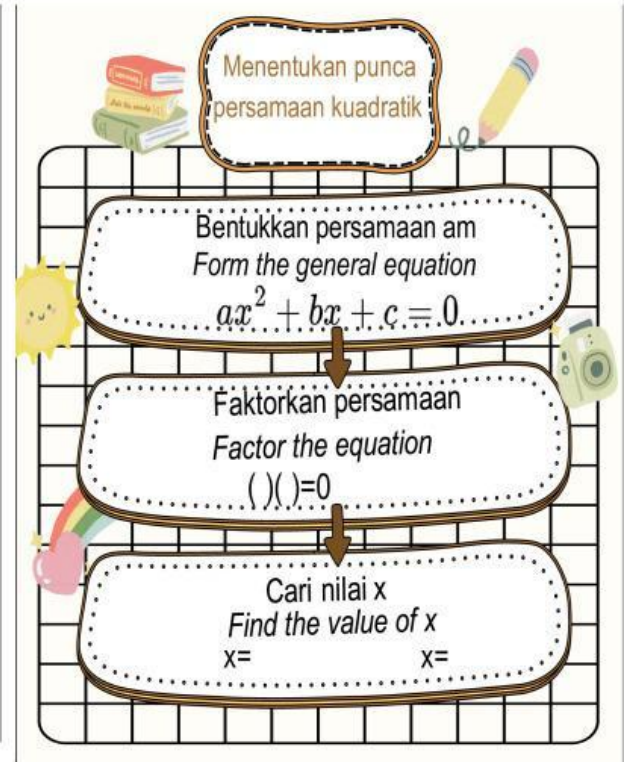 Menentukan punca
persamaan kuadratik
Bentukkan persamaan am
Form the general equation
ax² + bx + c = 0
Faktorkan persamaan
Factor the equation
( )( )=0
Cari nilai x
Find the value of x
x= x=